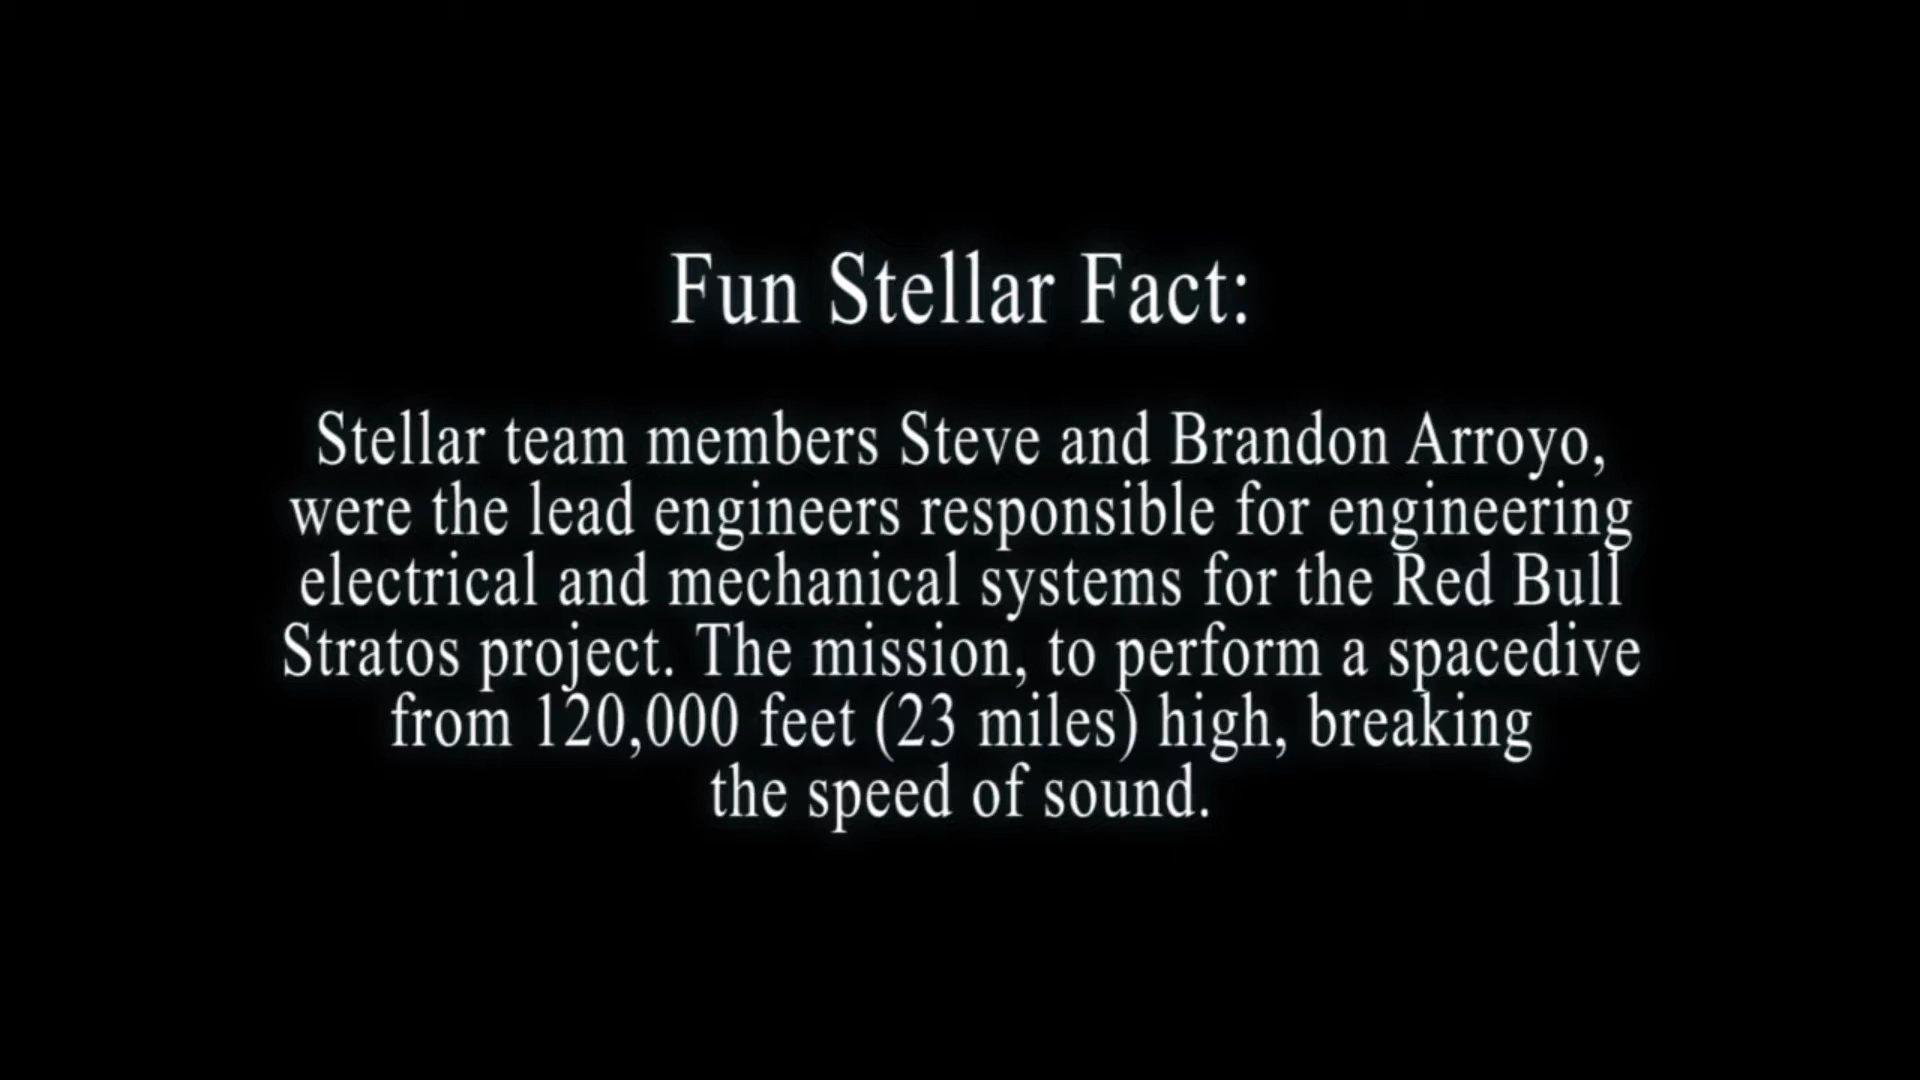 Fun Stellar Fact:
Stellar team members Steve and Brandon Arroyo,
were the lead engineers responsible for engineering
electrical and mechanical systems for the Red Bull
Stratos project. The mission, to perform a spacedive
from 120,000 feet (23 miles) high, breaking
the speed of sound.